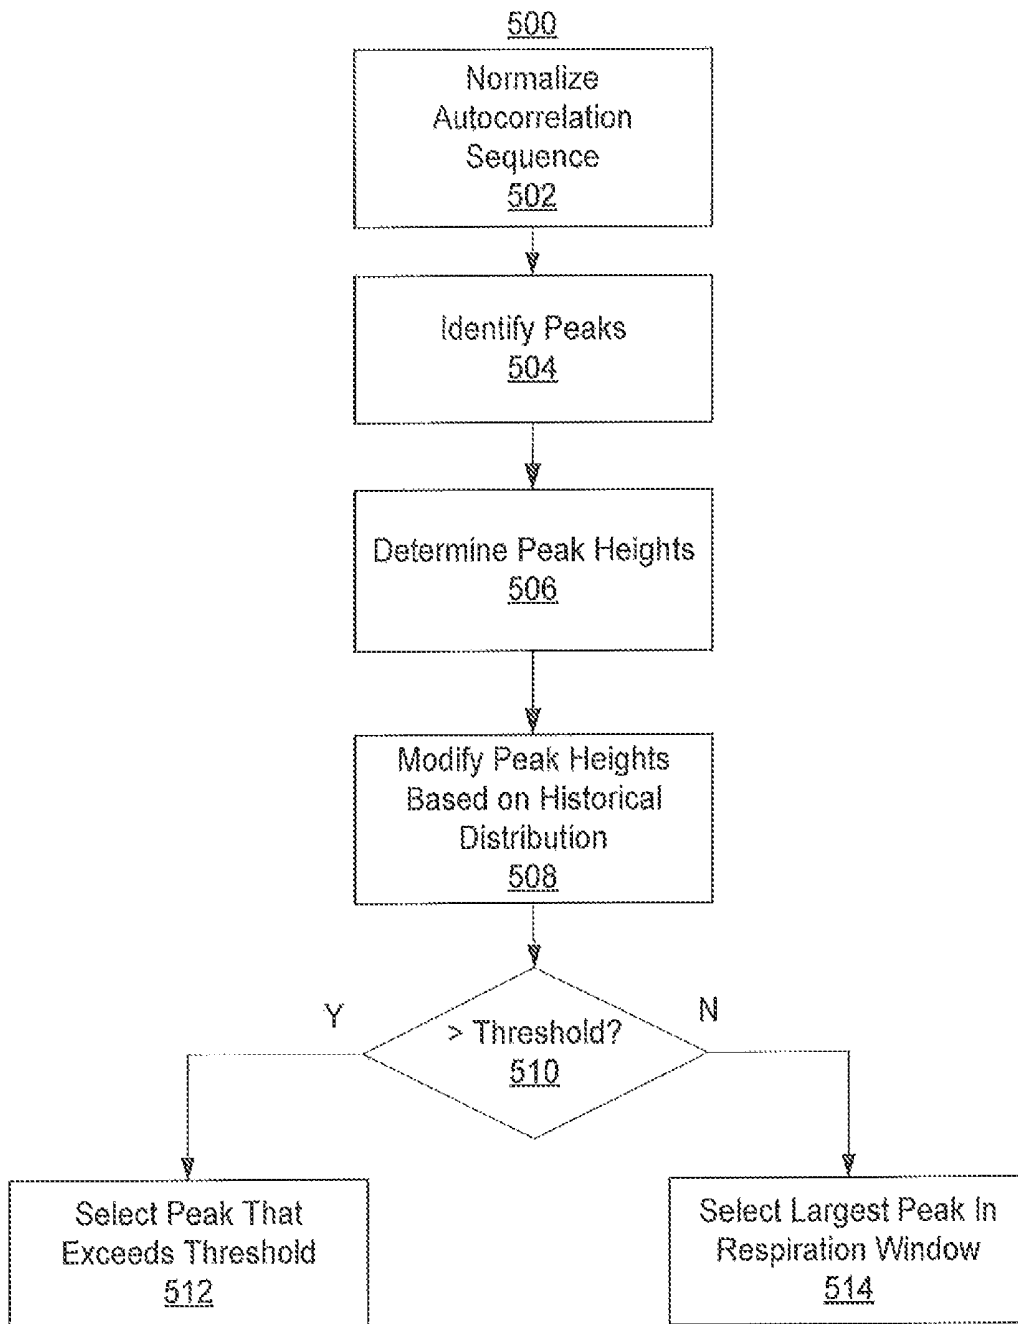 500
Normalize
Autocorrelation
Sequence
502
Identify Peaks
504
Determine Peak Heights
506
Modify Peak Heights
Based on Historical
Distribution
508
Y
N
> Threshold?
510
Select Peak That
Exceeds Threshold
512
Select Largest Peak In
Respiration Window
514